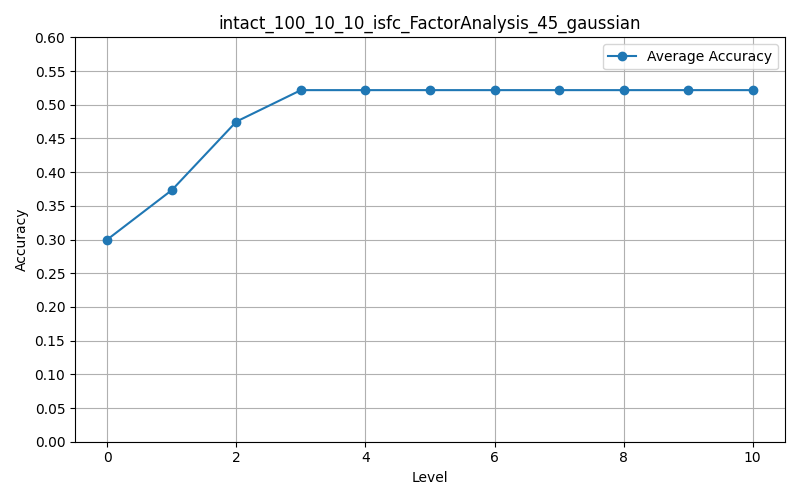 intact_100_10_10_isfc_FactorAnalysis_45_gaussian
0.60
0.55
0.50
0.45
0.40
0.35
0.30
0.25
0.20
0.15
0.10
0.05
0.00
Accuracy
Average Accuracy
0 2 4 6 8 10
Level